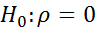 H₀: ρ = 0